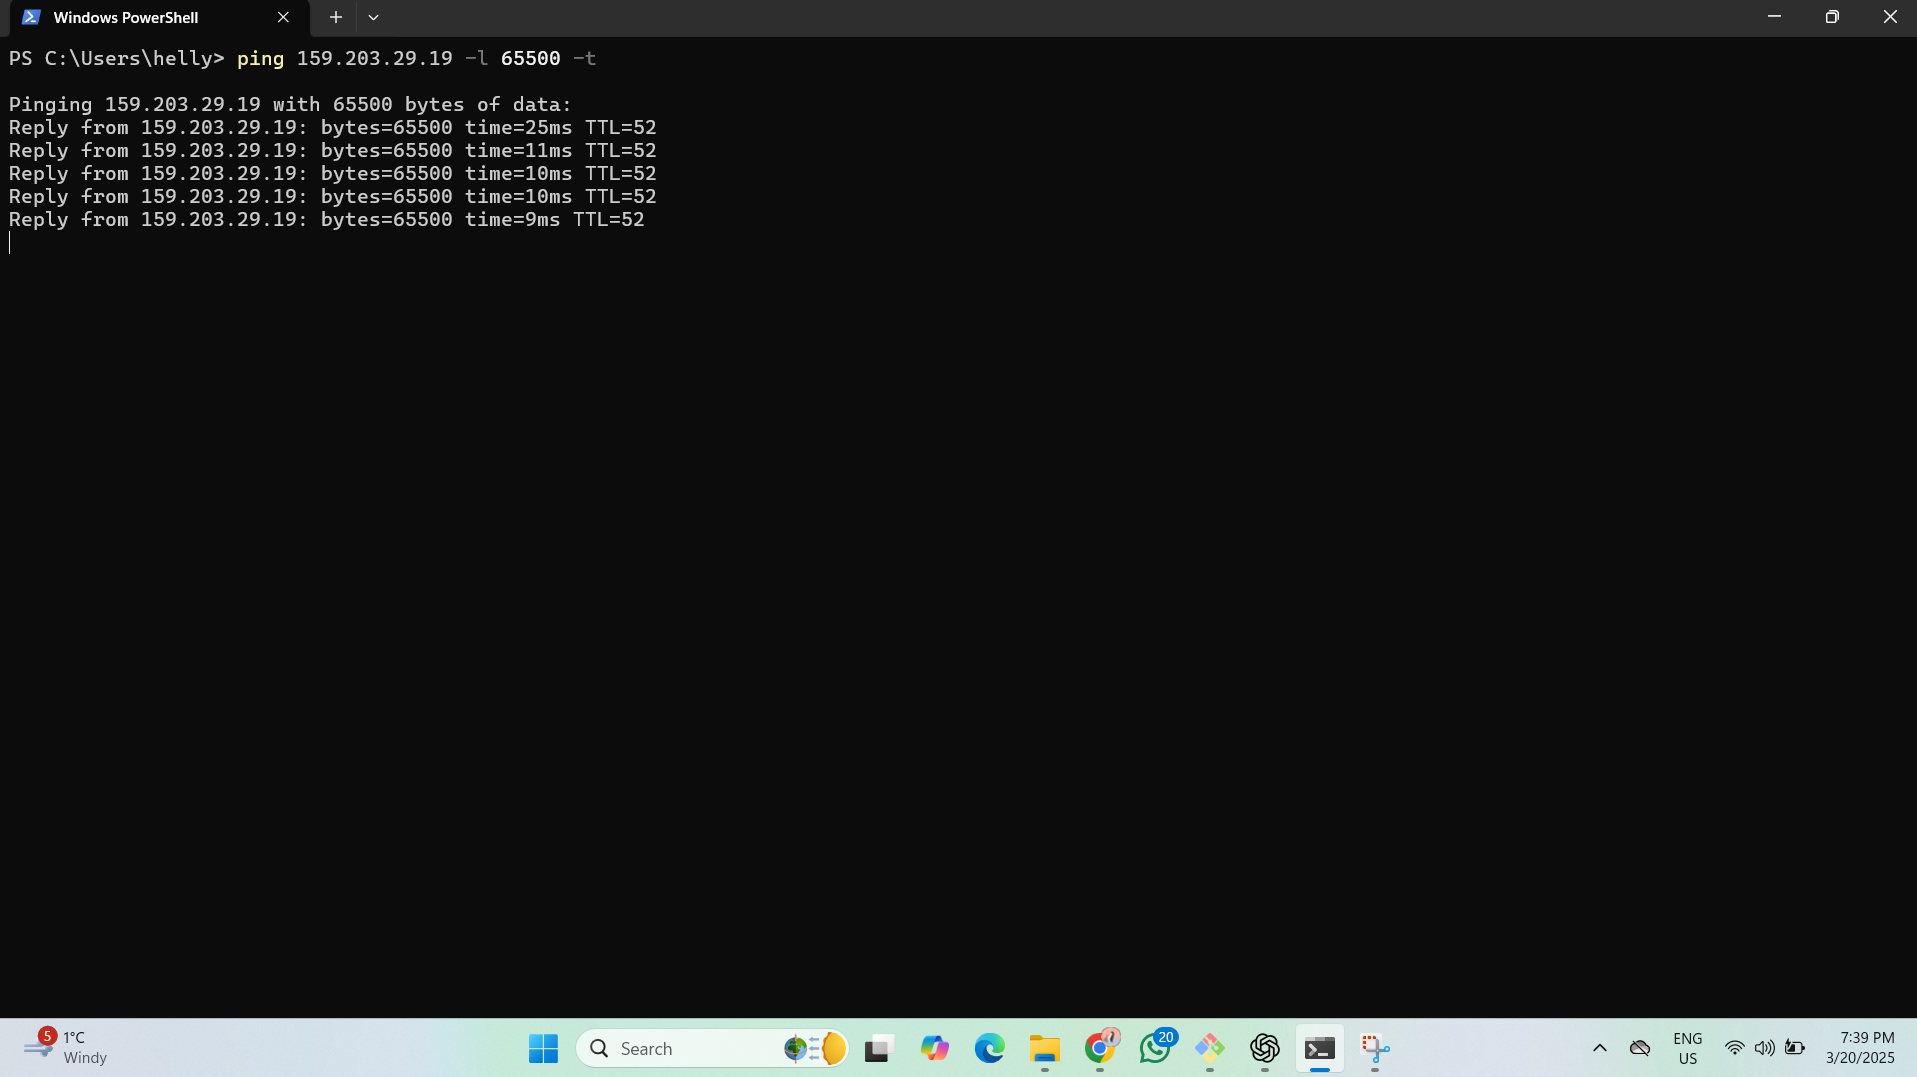 Windows PowerShell
PS C:\Users\helly> ping 159.203.29.19 -l 65500 -t
Pinging 159.203.29.19 with 65500 bytes of data:
Reply from 159.203.29.19: bytes=65500 time=25ms TTL=52
Reply from 159.203.29.19: bytes=65500 time=11ms TTL=52
Reply from 159.203.29.19: bytes=65500 time=10ms TTL=52
Reply from 159.203.29.19: bytes=65500 time=10ms TTL=52
Reply from 159.203.29.19: bytes=65500 time=9ms TTL=52
5
1°C
Windy
Search
20
ENG
US
7:39 PM
3/20/2025